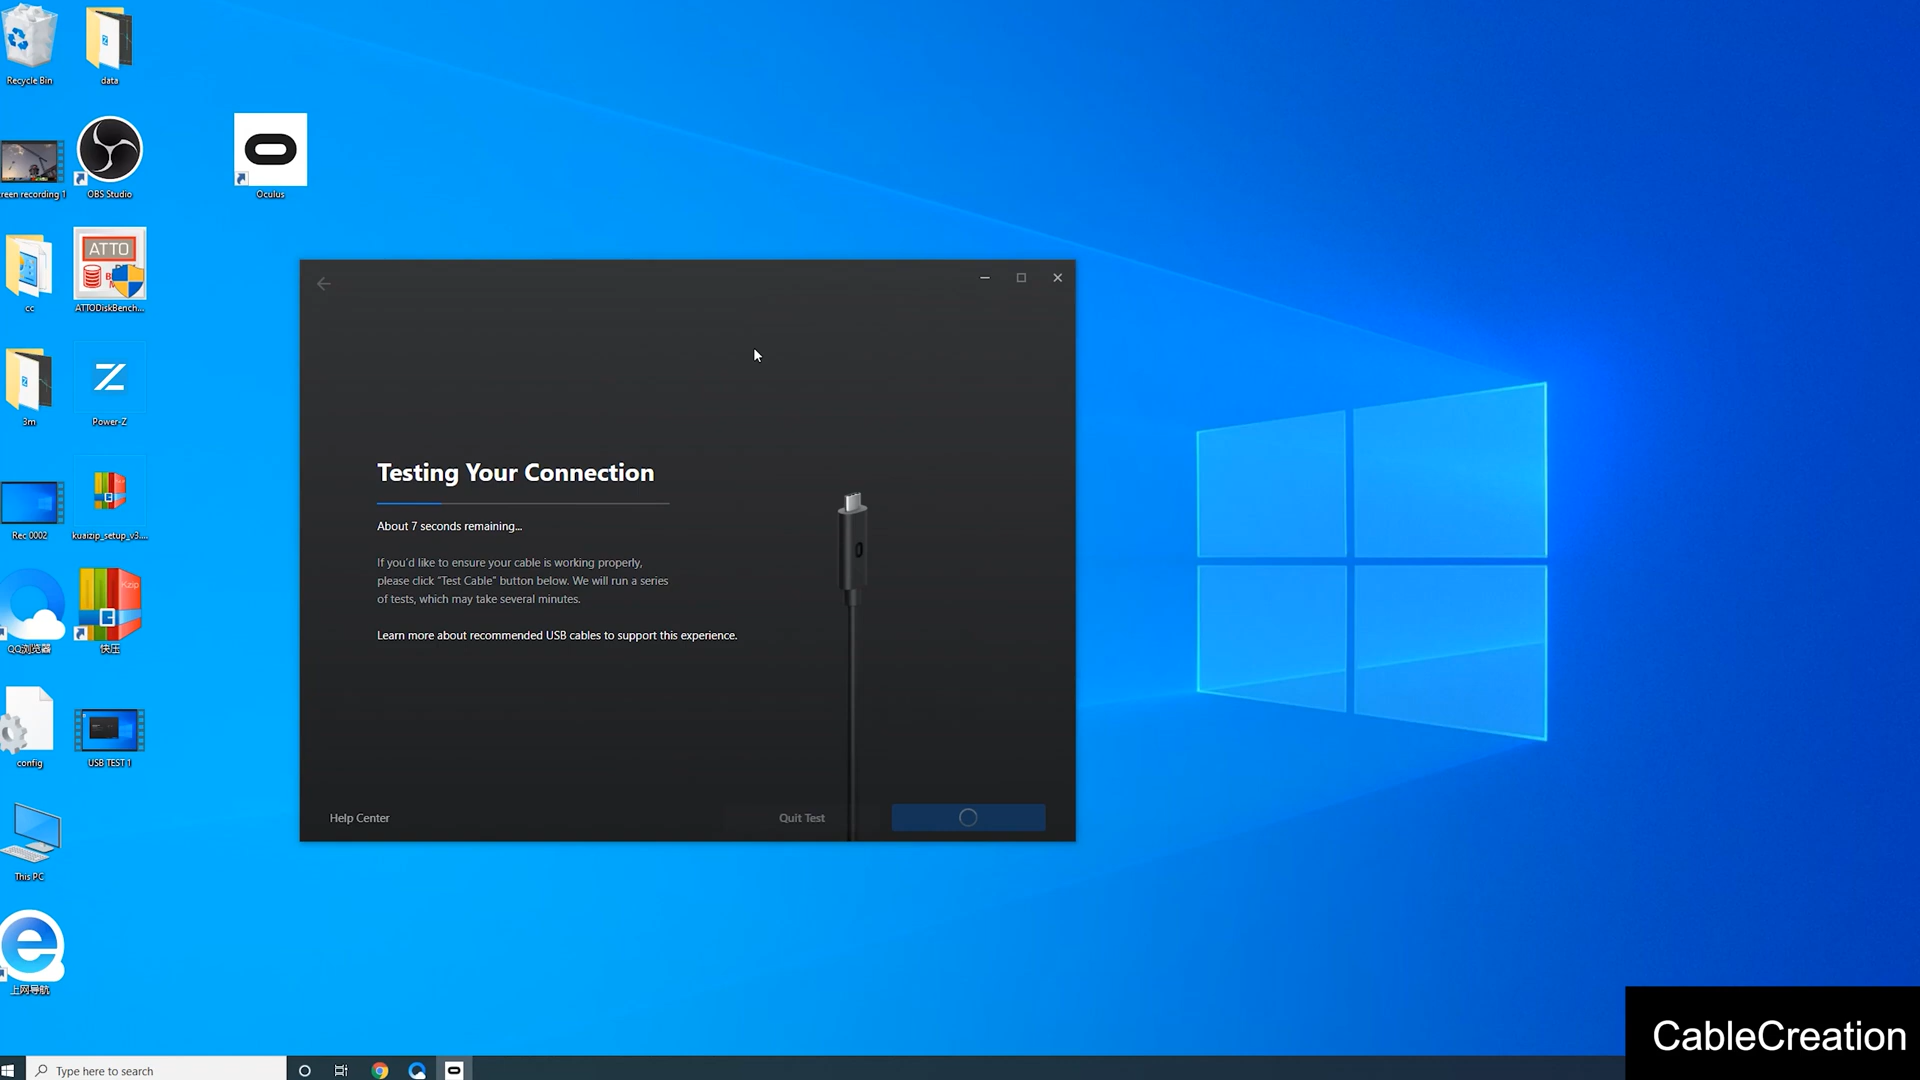 Recycle Bin
data
reen recording 1
OBS Studio
Oculus
cc
ATTO
ATTODiskBench...
3m
Power-Z
Rec 0002
kuaizip_setup_v3....
QQ浏览器
Kzip
快压
config
USB TEST 1
This PC
上网导航
Testing Your Connection
About 7 seconds remaining...
If you'd like to ensure your cable is working properly,
please click “Test Cable” button below. We will run a series
of tests, which may take several minutes.
Learn more about recommended USB cables to support this experience.
Help Center
Quit Test
CableCreation
Type here to search